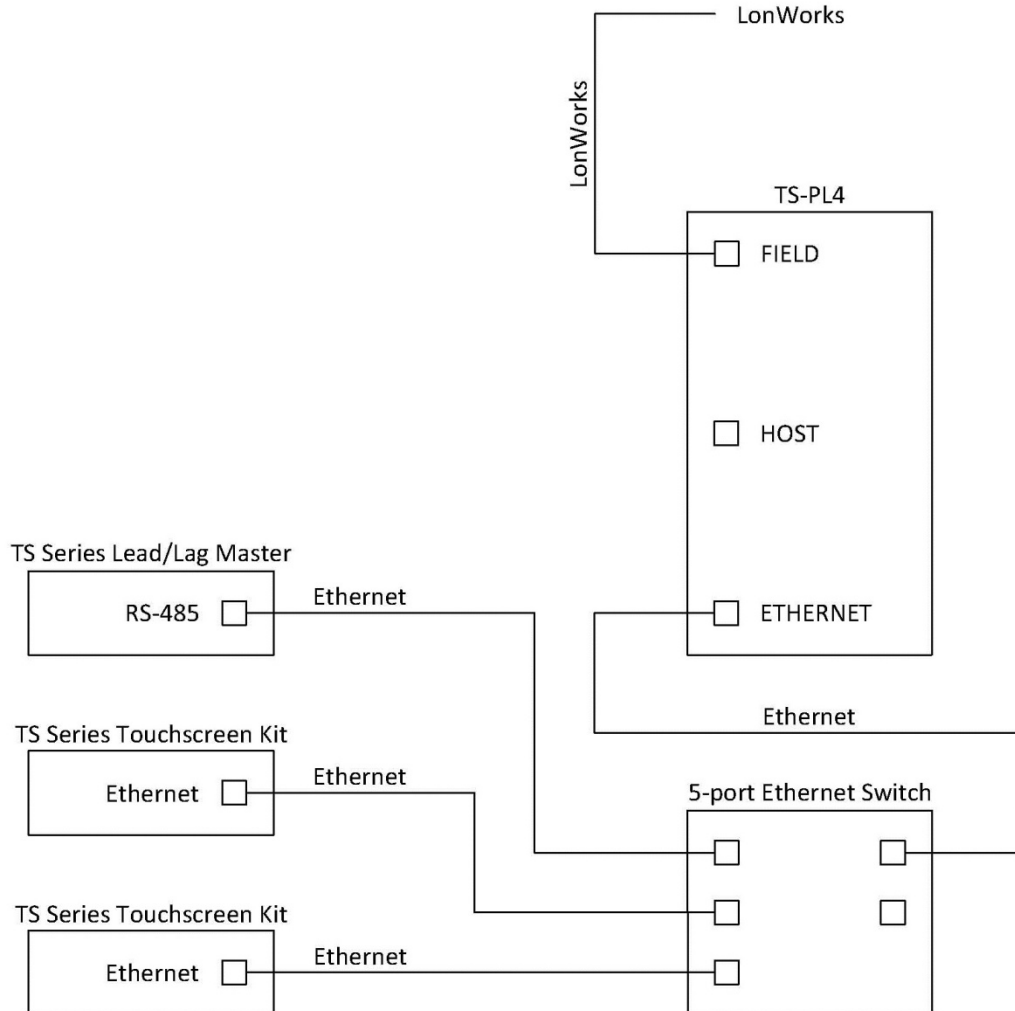 LonWorks
LonWorks
TS-PL4
FIELD
HOST
TS Series Lead/Lag Master
RS-485
Ethernet
ETHERNET
Ethernet
TS Series Touchscreen Kit
Ethernet
Ethernet
5-port Ethernet Switch
TS Series Touchscreen Kit
Ethernet
Ethernet